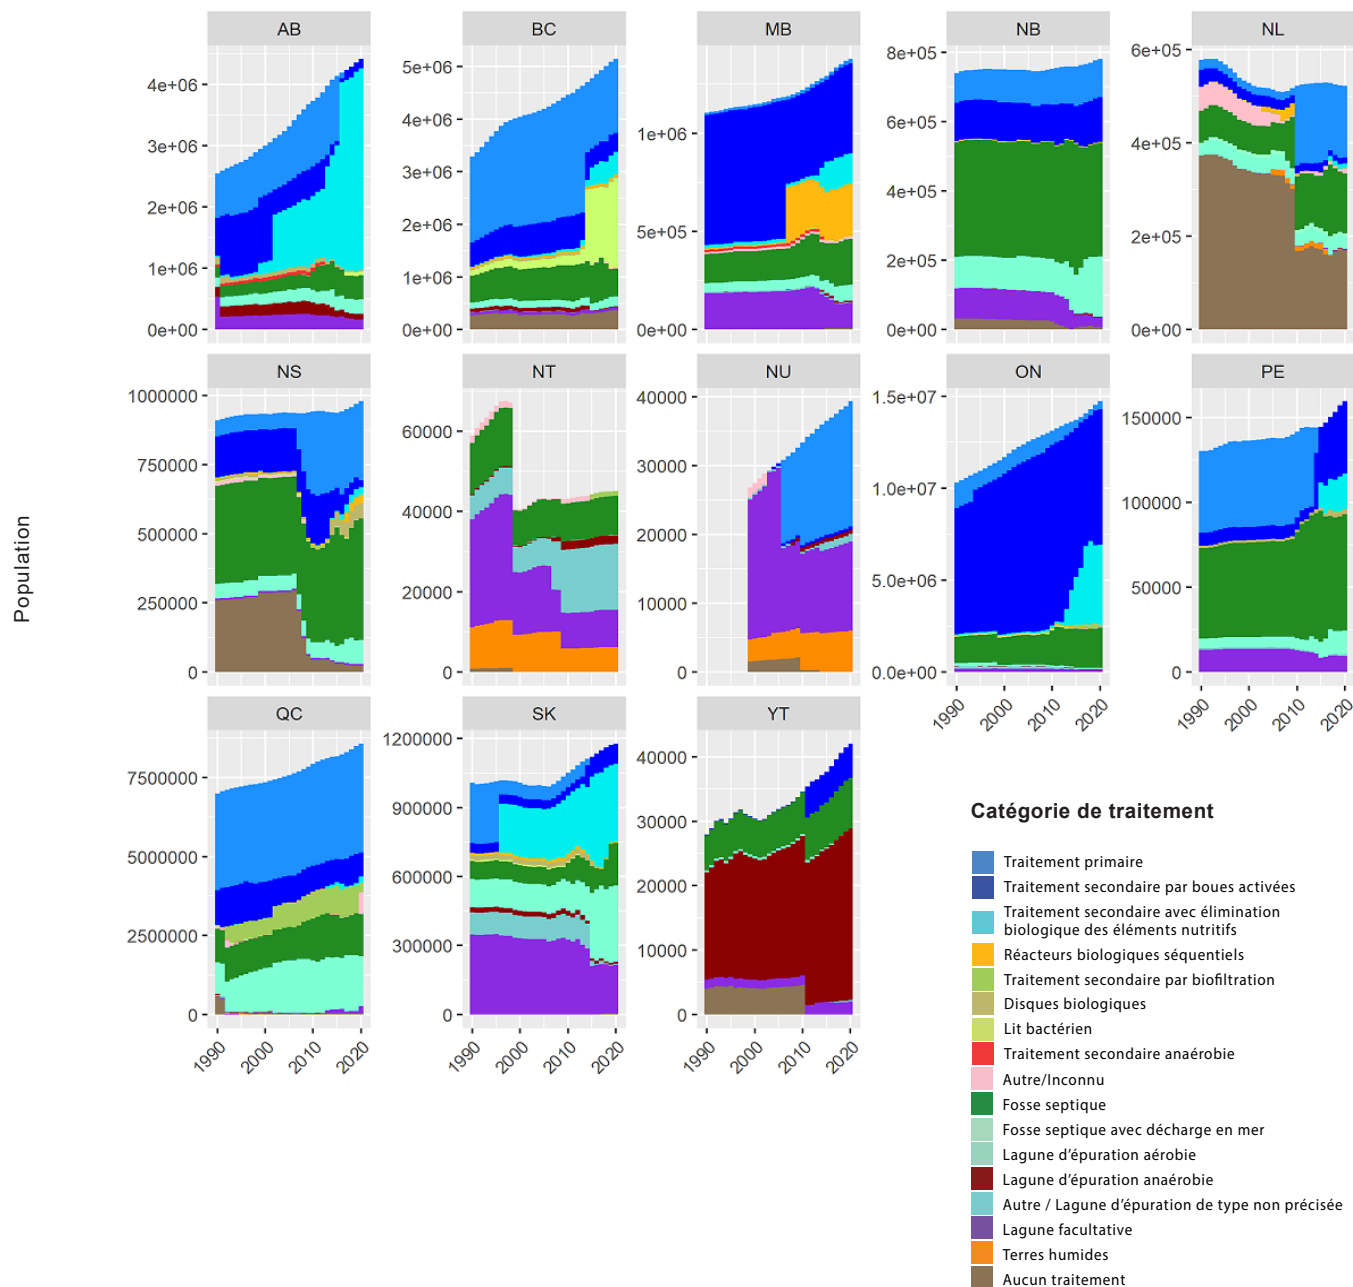 AB
BC
MB
NB
NL
4e+06
3e+06
2e+06
1e+06
0e+00
5e+06
4e+06
3e+06
2e+06
1e+06
0e+00
1e+06
5e+05
0e+00
8e+05
6e+05
4e+05
2e+05
0e+00
6e+05
4e+05
2e+05
0e+00
NS
NT
NU
ON
PE
1000000
750000
500000
250000
0
60000
40000
20000
0
40000
30000
20000
10000
0
1.5e+07
1.0e+07
5.0e+06
0.0e+00
150000
100000
50000
0
1990
2000
2010
2020
1990
2000
2010
2020
Population
QC
SK
YT
7500000
5000000
2500000
0
1200000
900000
600000
300000
0
40000
30000
20000
10000
0
1990
2000
2010
2020
1990
2000
2010
2020
1990
2000
2010
2020
Catégorie de traitement
Traitement primaire
Traitement secondaire par boues activées
Traitement secondaire avec élimination
biologique des éléments nutritifs
Réacteurs biologiques séquentiels
Traitement secondaire par biofiltration
Disques biologiques
Lit bactérien
Traitement secondaire anaérobie
Autre/Inconnu
Fosse septique
Fosse septique avec décharge en mer
Lagune d'épuration aérobie
Lagune d'épuration anaérobie
Autre / Lagune d'épuration de type non précisée
Lagune facultative
Terres humides
Aucun traitement